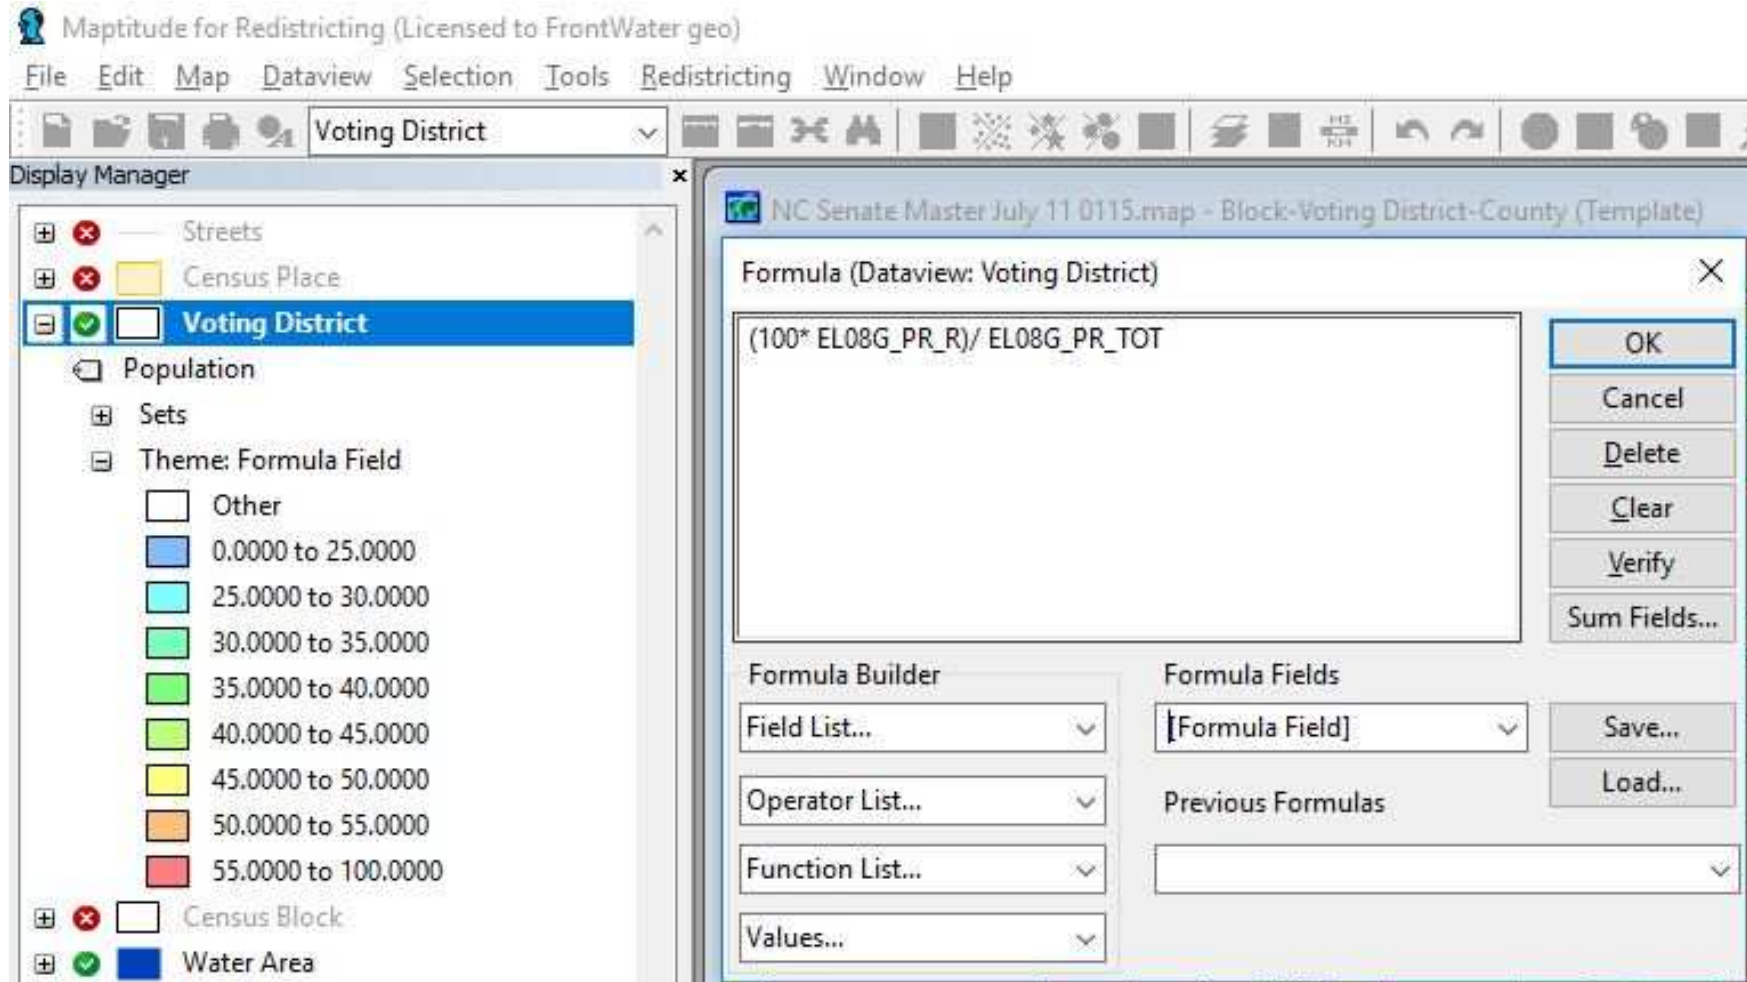 Maptitude for Redistricting (Licensed to FrontWater geo)
File Edit Map Dataview Selection Tools Redistricting Window Help
Voting District
Display Manager
Streets
Census Place
Voting District
Population
Sets
Theme: Formula Field
Other
0.0000 to 25.0000
25.0000 to 30.0000
30.0000 to 35.0000
35.0000 to 40.0000
40.0000 to 45.0000
45.0000 to 50.0000
50.0000 to 55.0000
55.0000 to 100.0000
Census Block
Water Area
NC Senate Master July 11 0115.map - Block-Voting District-County (Template)
Formula (Dataview: Voting District)
(100* EL08G_PR_R)/ EL08G_PR_TOT
OK
Cancel
Delete
Clear
Verify
Sum Fields...
Formula Builder
Field List...
Operator List...
Function List...
Values...
Formula Fields
[Formula Field]
Save...
Load...
Previous Formulas